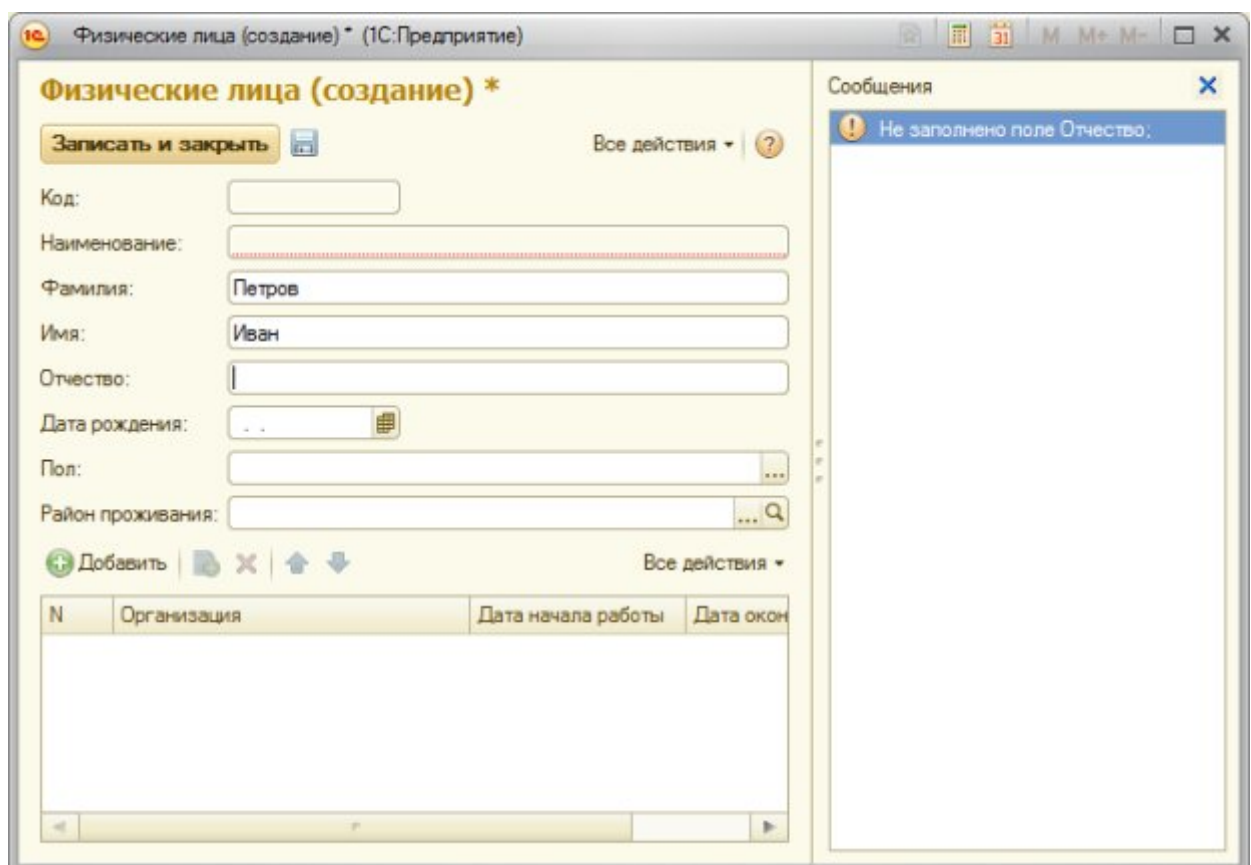 1С Физические лица (создание) * (1С:Предприятие) 31 M M+ M-
Физические лица (создание) *
Записать и закрыть Все действия ?
Код:
Наименование:
Фамилия: Петров
Имя: Иван
Отчество:
Дата рождения: . .
Пол: ...
Район проживания: ...
Добавить Все действия
N Организация Дата начала работы Дата окон
Сообщения
! Не заполнено поле Отчество;